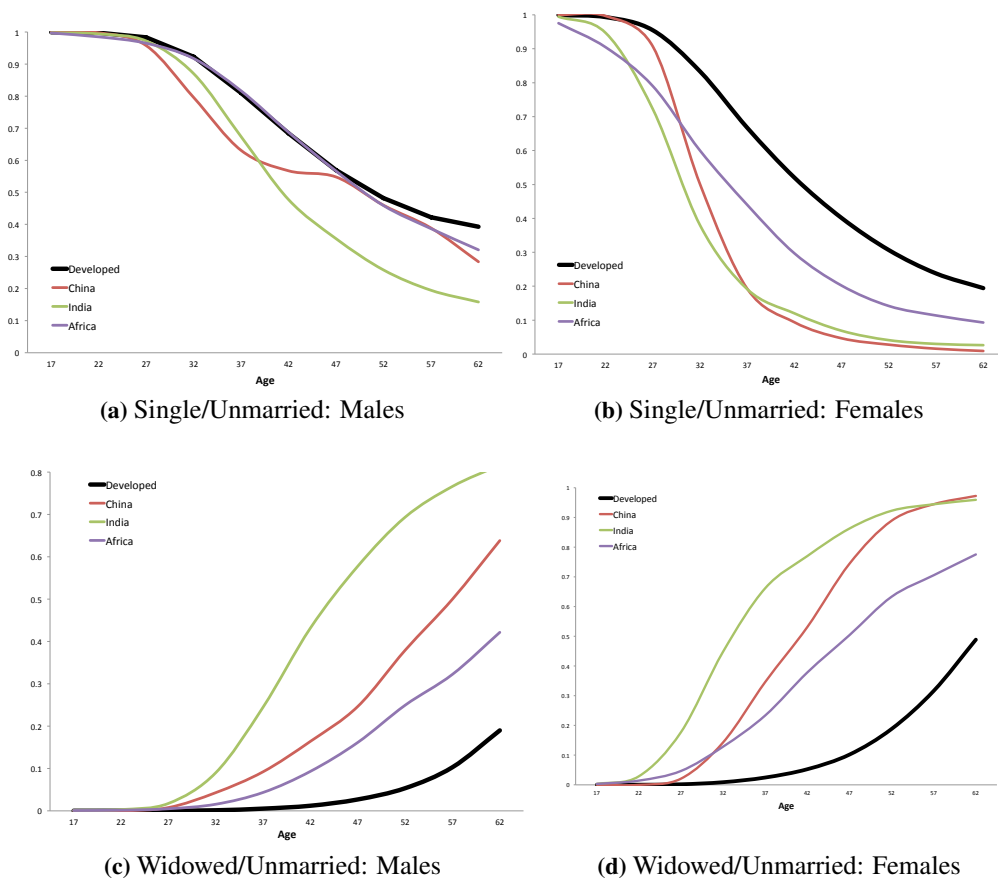 1
0.9
0.8
0.7
0.6
0.5
0.4
0.3
0.2
0.1
0
Developed
China
India
Africa
17 22 27 32 37 42 47 52 57 62
Age
(a) Single/Unmarried: Males
1
0.9
0.8
0.7
0.6
0.5
0.4
0.3
0.2
0.1
0
Developed
China
India
Africa
17 22 27 32 37 42 47 52 57 62
Age
(b) Single/Unmarried: Females
0.8
0.7
0.6
0.5
0.4
0.3
0.2
0.1
0
Developed
China
India
Africa
17 22 27 32 37 42 47 52 57 62
Age
(c) Widowed/Unmarried: Males
1
0.9
0.8
0.7
0.6
0.5
0.4
0.3
0.2
0.1
0
Developed
China
India
Africa
17 22 27 32 37 42 47 52 57 62
Age
(d) Widowed/Unmarried: Females